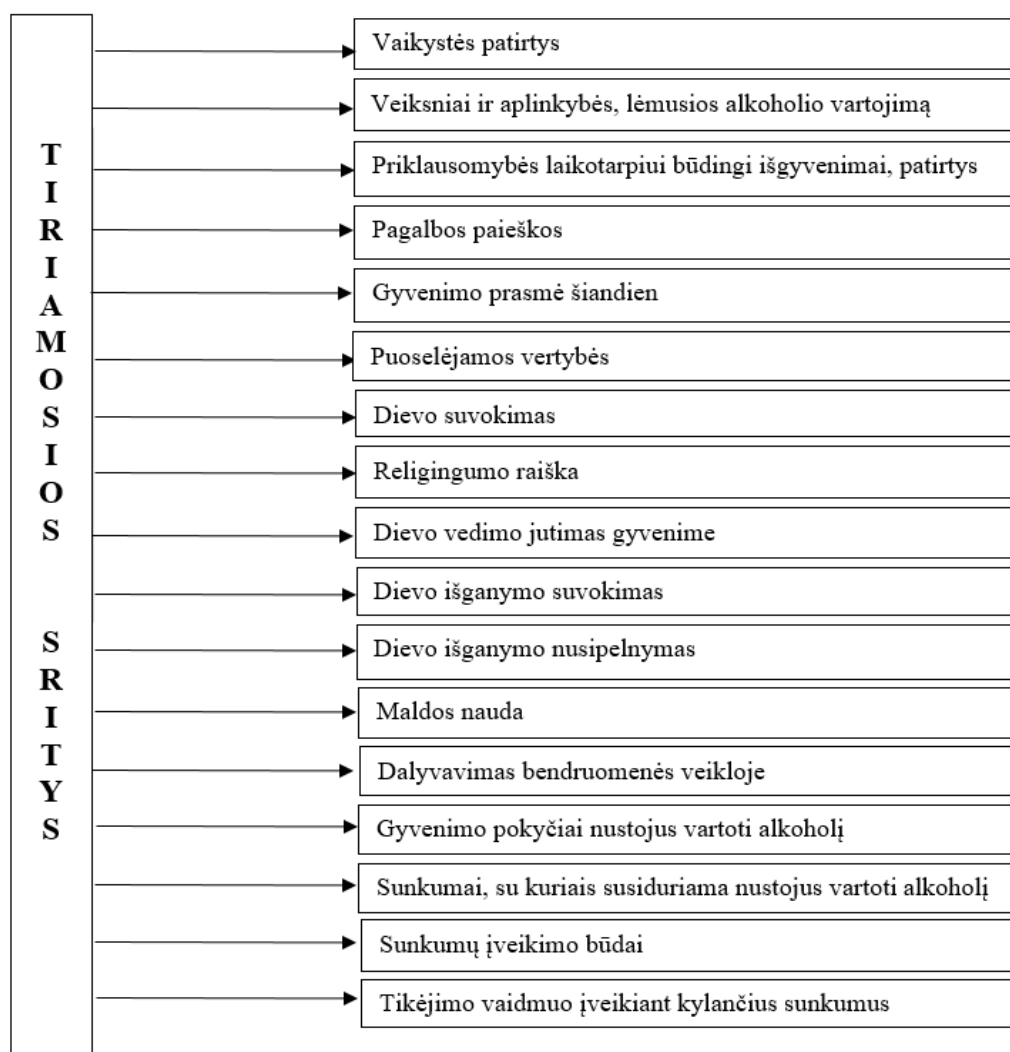 TIRIAMOSIOS SRITYS
Vaikystės patirtys
Veiksniai ir aplinkybės, lėmusios alkoholio vartojimą
Priklausomybės laikotarpiui būdingi išgyvenimai, patirtys
Pagalbos paieškos
Gyvenimo prasmė šiandien
Puoselėjamos vertybės
Dievo suvokimas
Religingumo raiška
Dievo vedimo jutimas gyvenime
Dievo išganymo suvokimas
Dievo išganymo nusipelnymas
Maldos nauda
Dalyvavimas bendruomenės veikloje
Gyvenimo pokyčiai nustojus vartoti alkoholį
Sunkumai, su kuriais susiduriama nustojus vartoti alkoholį
Sunkumų įveikimo būdai
Tikėjimo vaidmuo įveikiant kylančius sunkumus